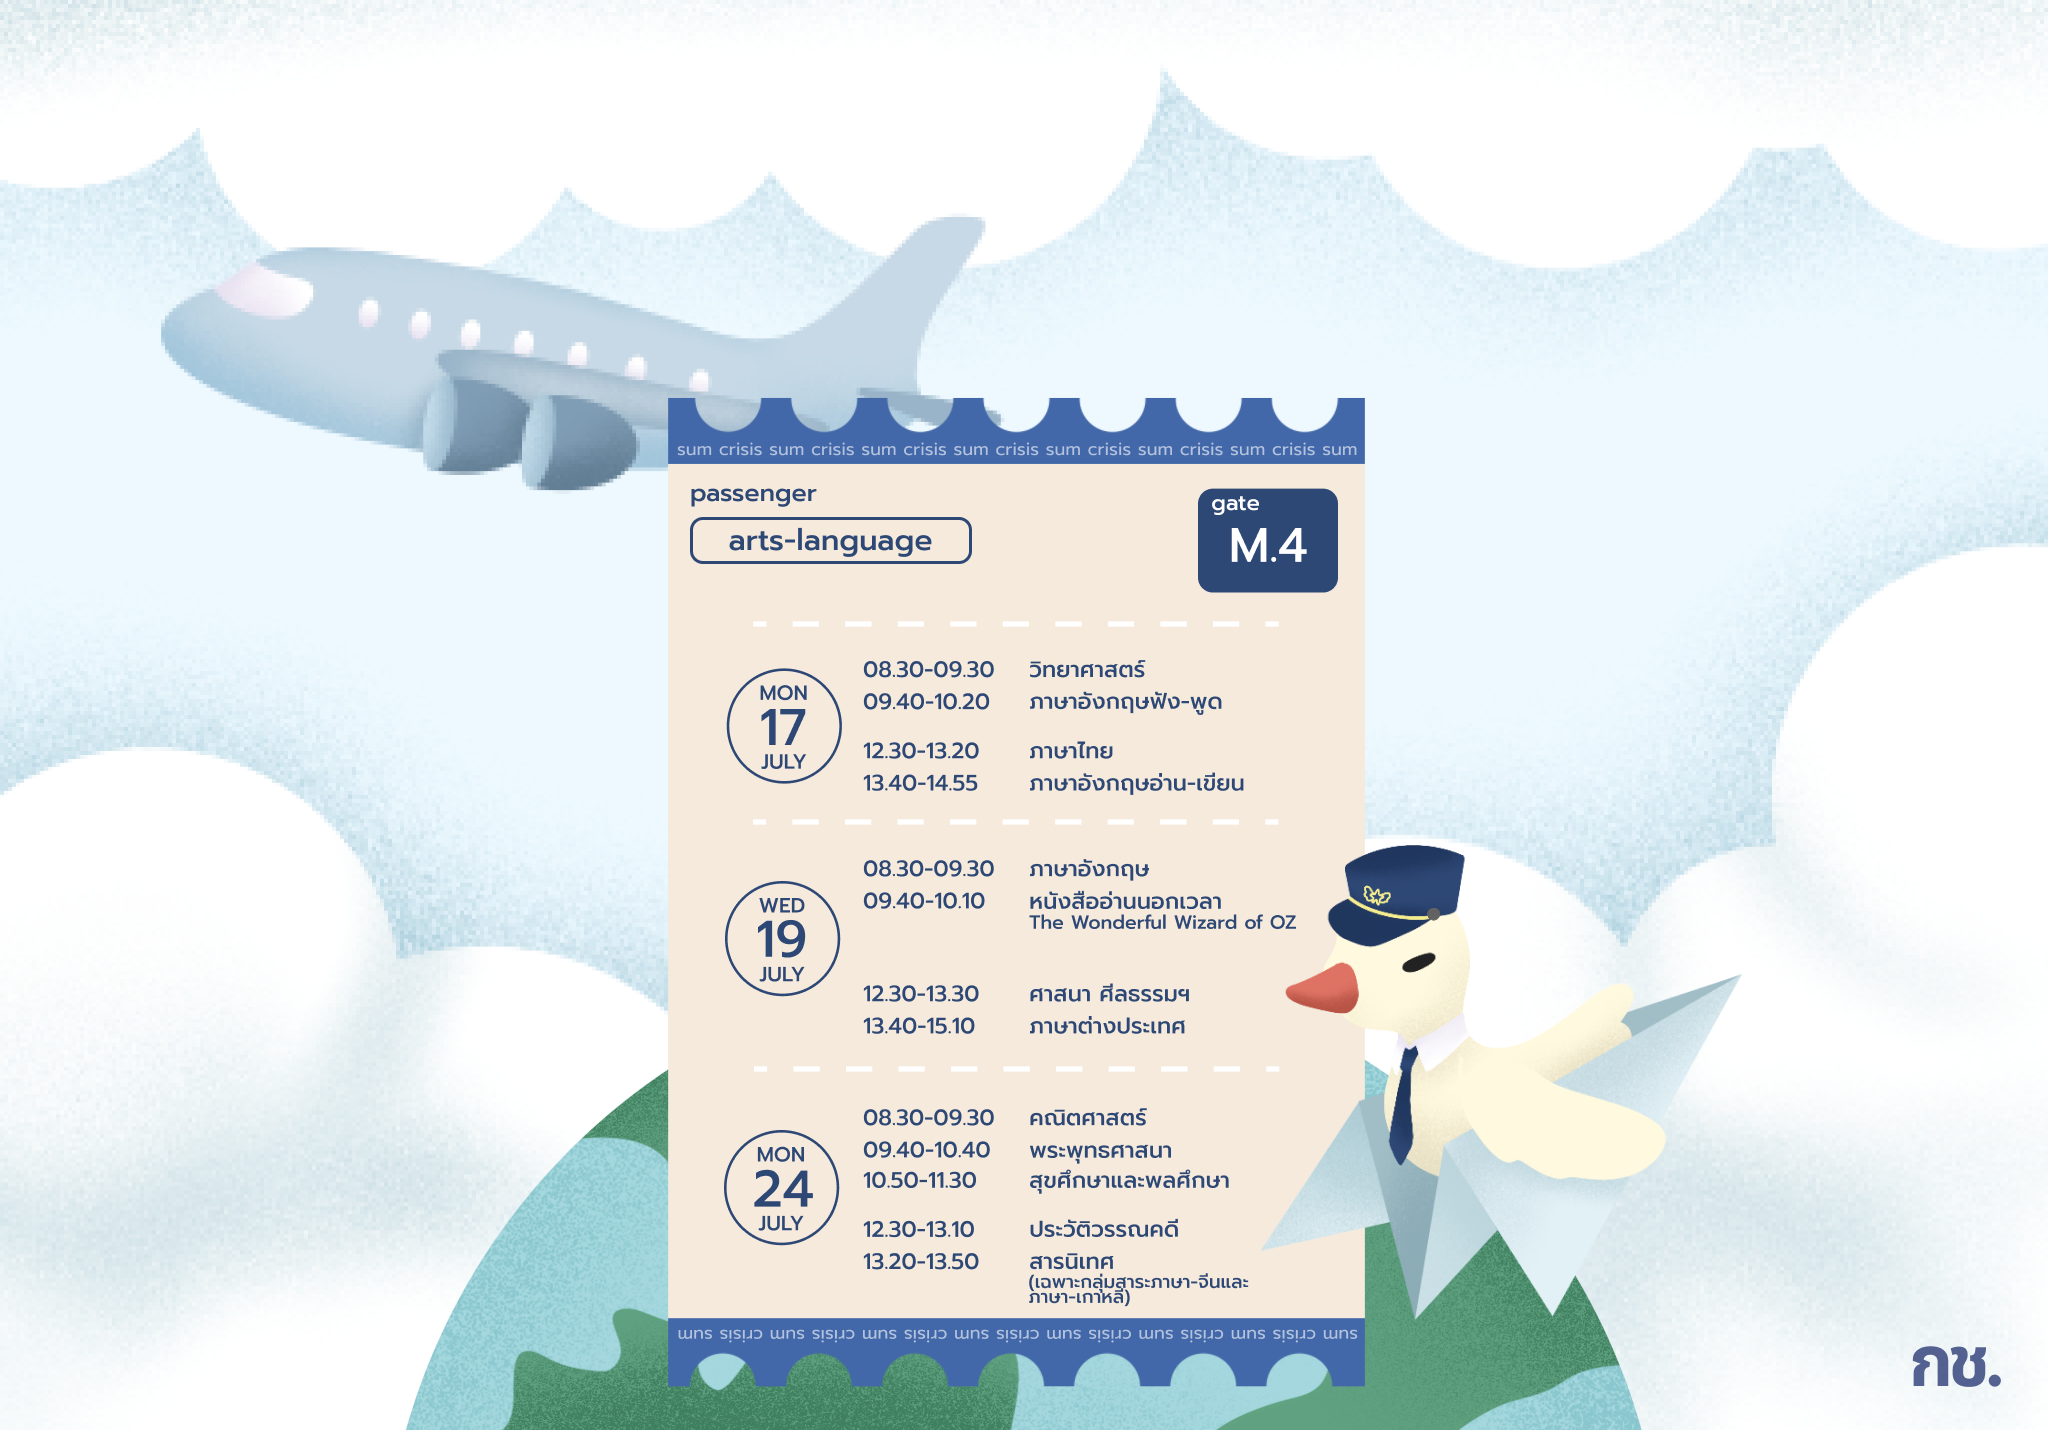 sum crisis sum crisis sum crisis sum crisis sum crisis sum crisis sum crisis sum
passenger
arts-language
gate
M.4
MON
17
JULY
08.30-09.30 วิทยาศาสตร์
09.40-10.20 ภาษาอังกฤษฟัง-พูด
12.30-13.20 ภาษาไทย
13.40-14.55 ภาษาอังกฤษอ่าน-เขียน
WED
19
JULY
08.30-09.30 ภาษาอังกฤษ
09.40-10.10 หนังสืออ่านนอกเวลา
The Wonderful Wizard of OZ
12.30-13.30 ศาสนา ศีลธรรมฯ
13.40-15.10 ภาษาต่างประเทศ
MON
24
JULY
08.30-09.30 คณิตศาสตร์
09.40-10.40 พระพุทธศาสนา
10.50-11.30 สุขศึกษาและพลศึกษา
12.30-13.10 ประวัติวรรณคดี
13.20-13.50 สารนิเทศ
(เฉพาะกลุ่มสาระภาษา-จีนและ
ภาษา-เกาหลี)
sum crisis sum crisis sum crisis sum crisis sum crisis sum crisis sum crisis sum
กช.